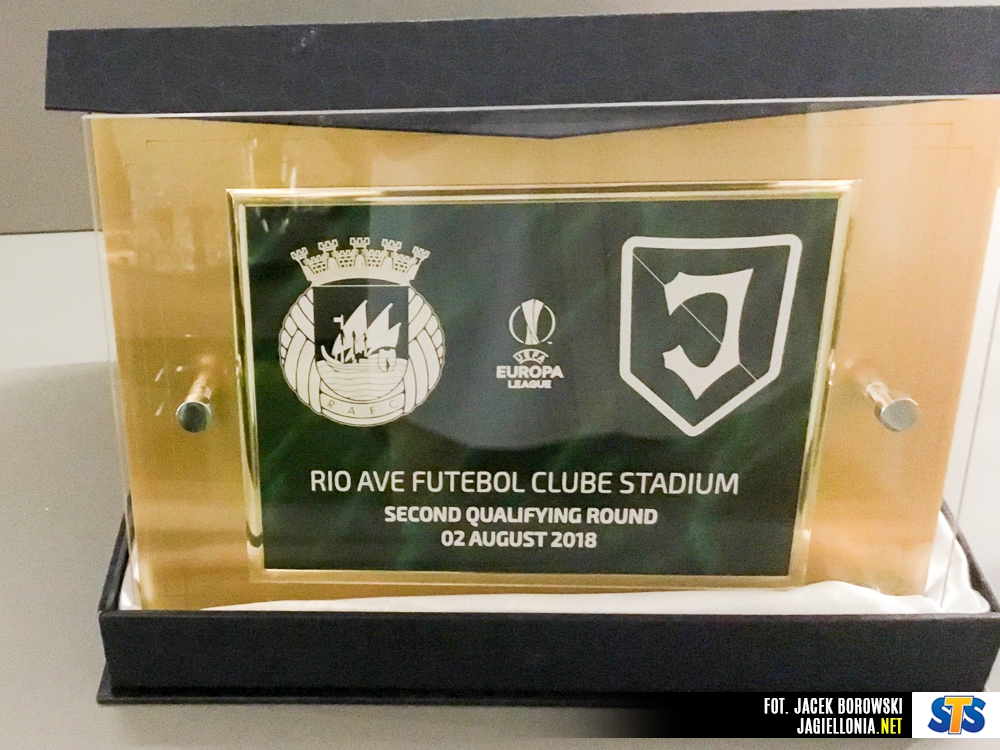 R A F C
J
UEFA
EUROPA
LEAGUE
RIO AVE FUTEBOL CLUBE STADIUM
SECOND QUALIFYING ROUND
02 AUGUST 2018
FOT. JACEK BOROWSKI
JAGIELLONIA.NET
STS